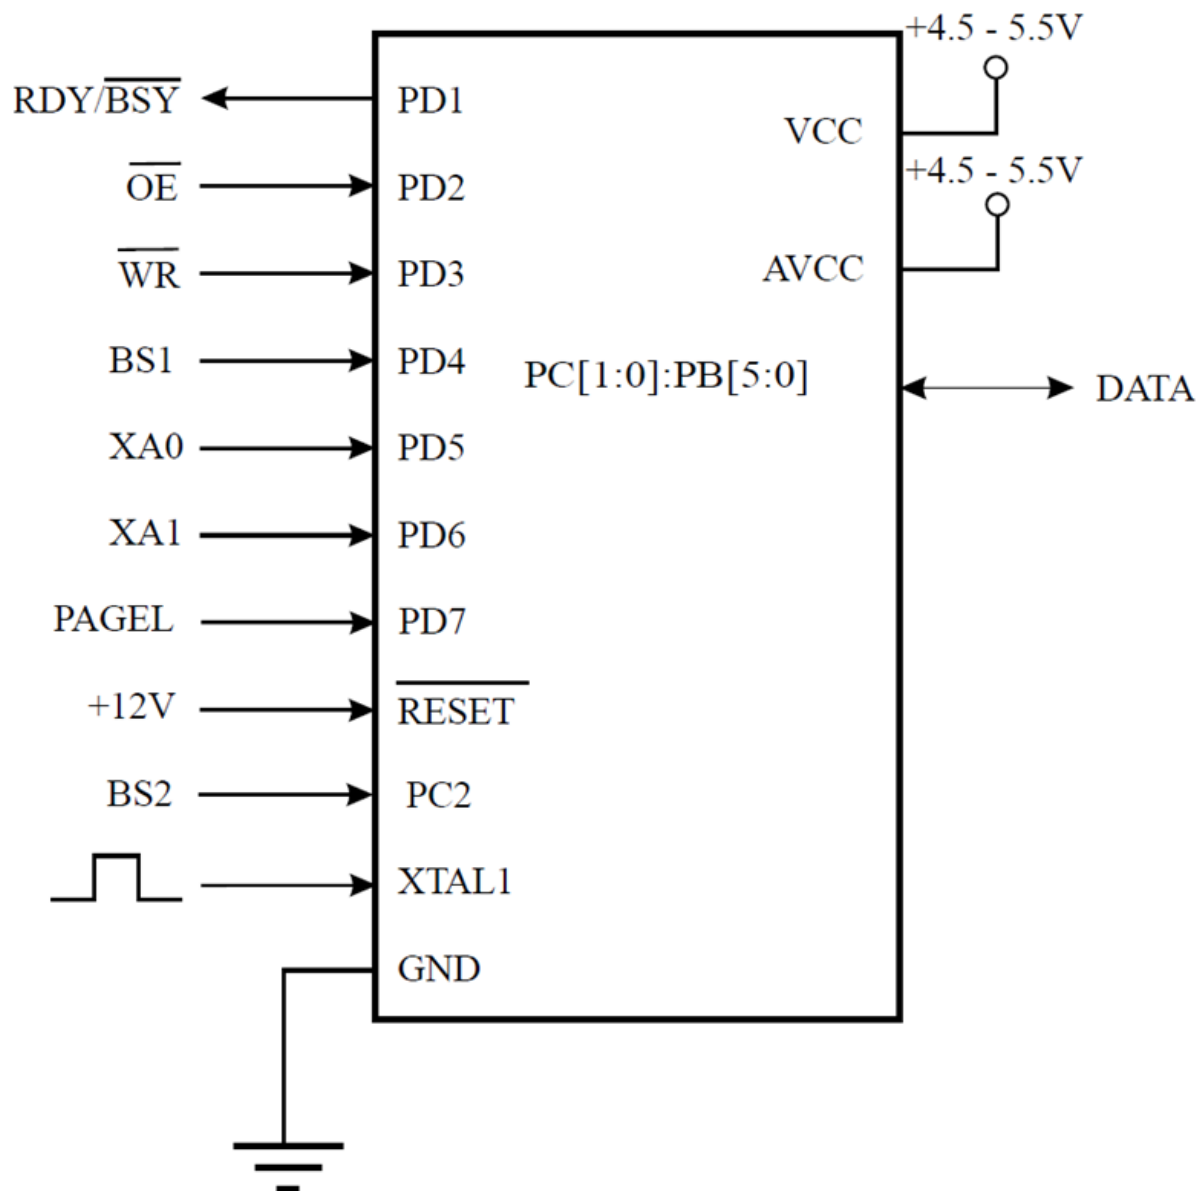 +4.5 - 5.5V
RDY/BSY PD1
VCC
+4.5 - 5.5V
OE PD2
WR PD3
AVCC
BS1 PD4
PC[1:0]:PB[5:0]
DATA
XA0 PD5
XA1 PD6
PAGEL PD7
+12V RESET
BS2 PC2
XTAL1
GND